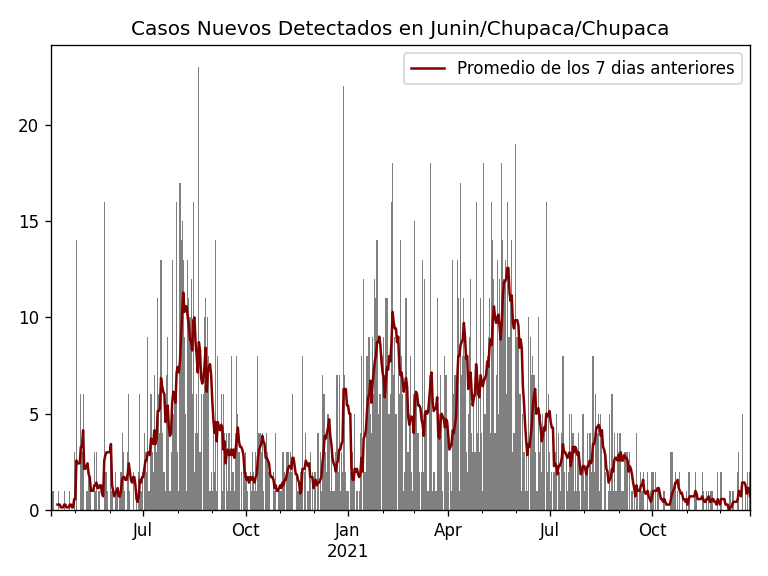 Casos Nuevos Detectados en Junin/Chupaca/Chupaca
Promedio de los 7 dias anteriores
20
15
10
5
0
Jul
Oct
Jan
2021
Apr
Jul
Oct